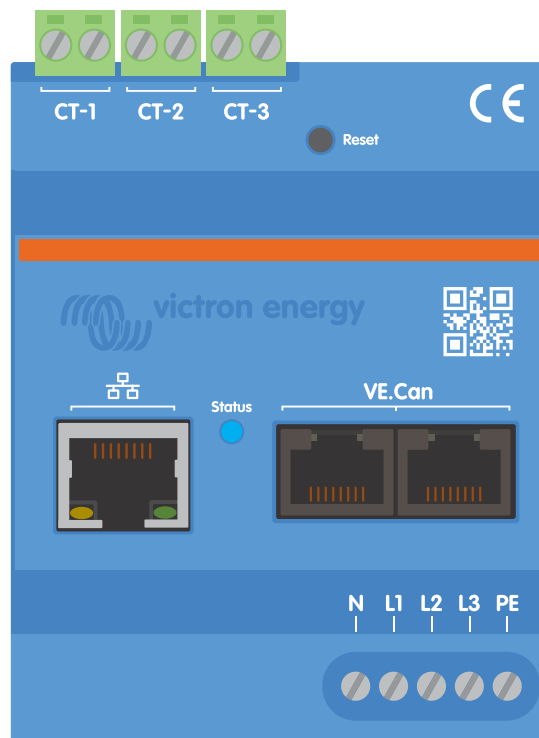 CT-1 CT-2 CT-3
CE
Reset
victron energy
Status
VE.Can
N L1 L2 L3 PE